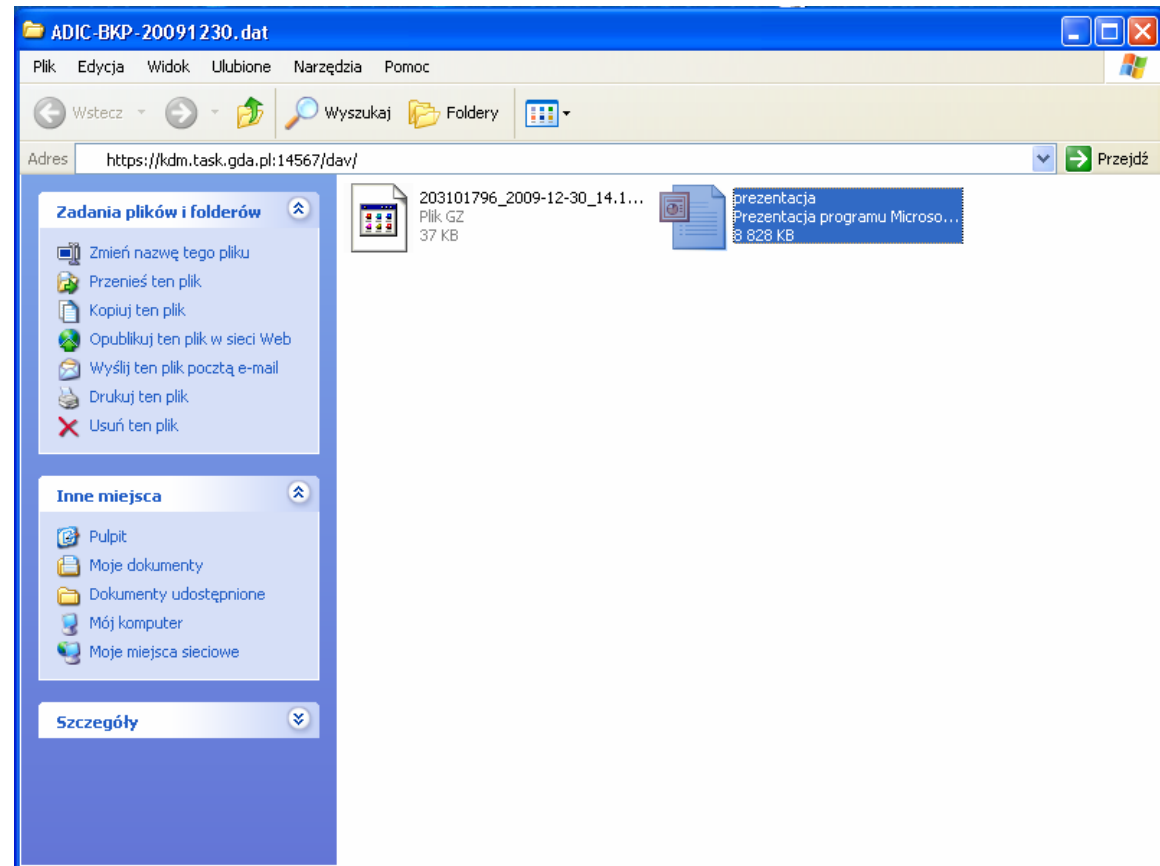 ADIC-BKP-20091230.dat
Plik Edycja Widok Ulubione Narzędzia Pomoc
Wstecz Wyszukaj Foldery
Adres https://kdm.task.gda.pl:14567/dav/ Przejdź
Zadania plików i folderów
Zmień nazwę tego pliku
Przenieś ten plik
Kopiuj ten plik
Opublikuj ten plik w sieci Web
Wyślij ten plik pocztą e-mail
Drukuj ten plik
Usuń ten plik
Inne miejsca
Pulpit
Moje dokumenty
Dokumenty udostępnione
Mój komputer
Moje miejsca sieciowe
Szczegóły
203101796_2009-12-30_14.1...
Plik GZ
37 KB
prezentacja
Prezentacja programu Microso...
8 828 KB